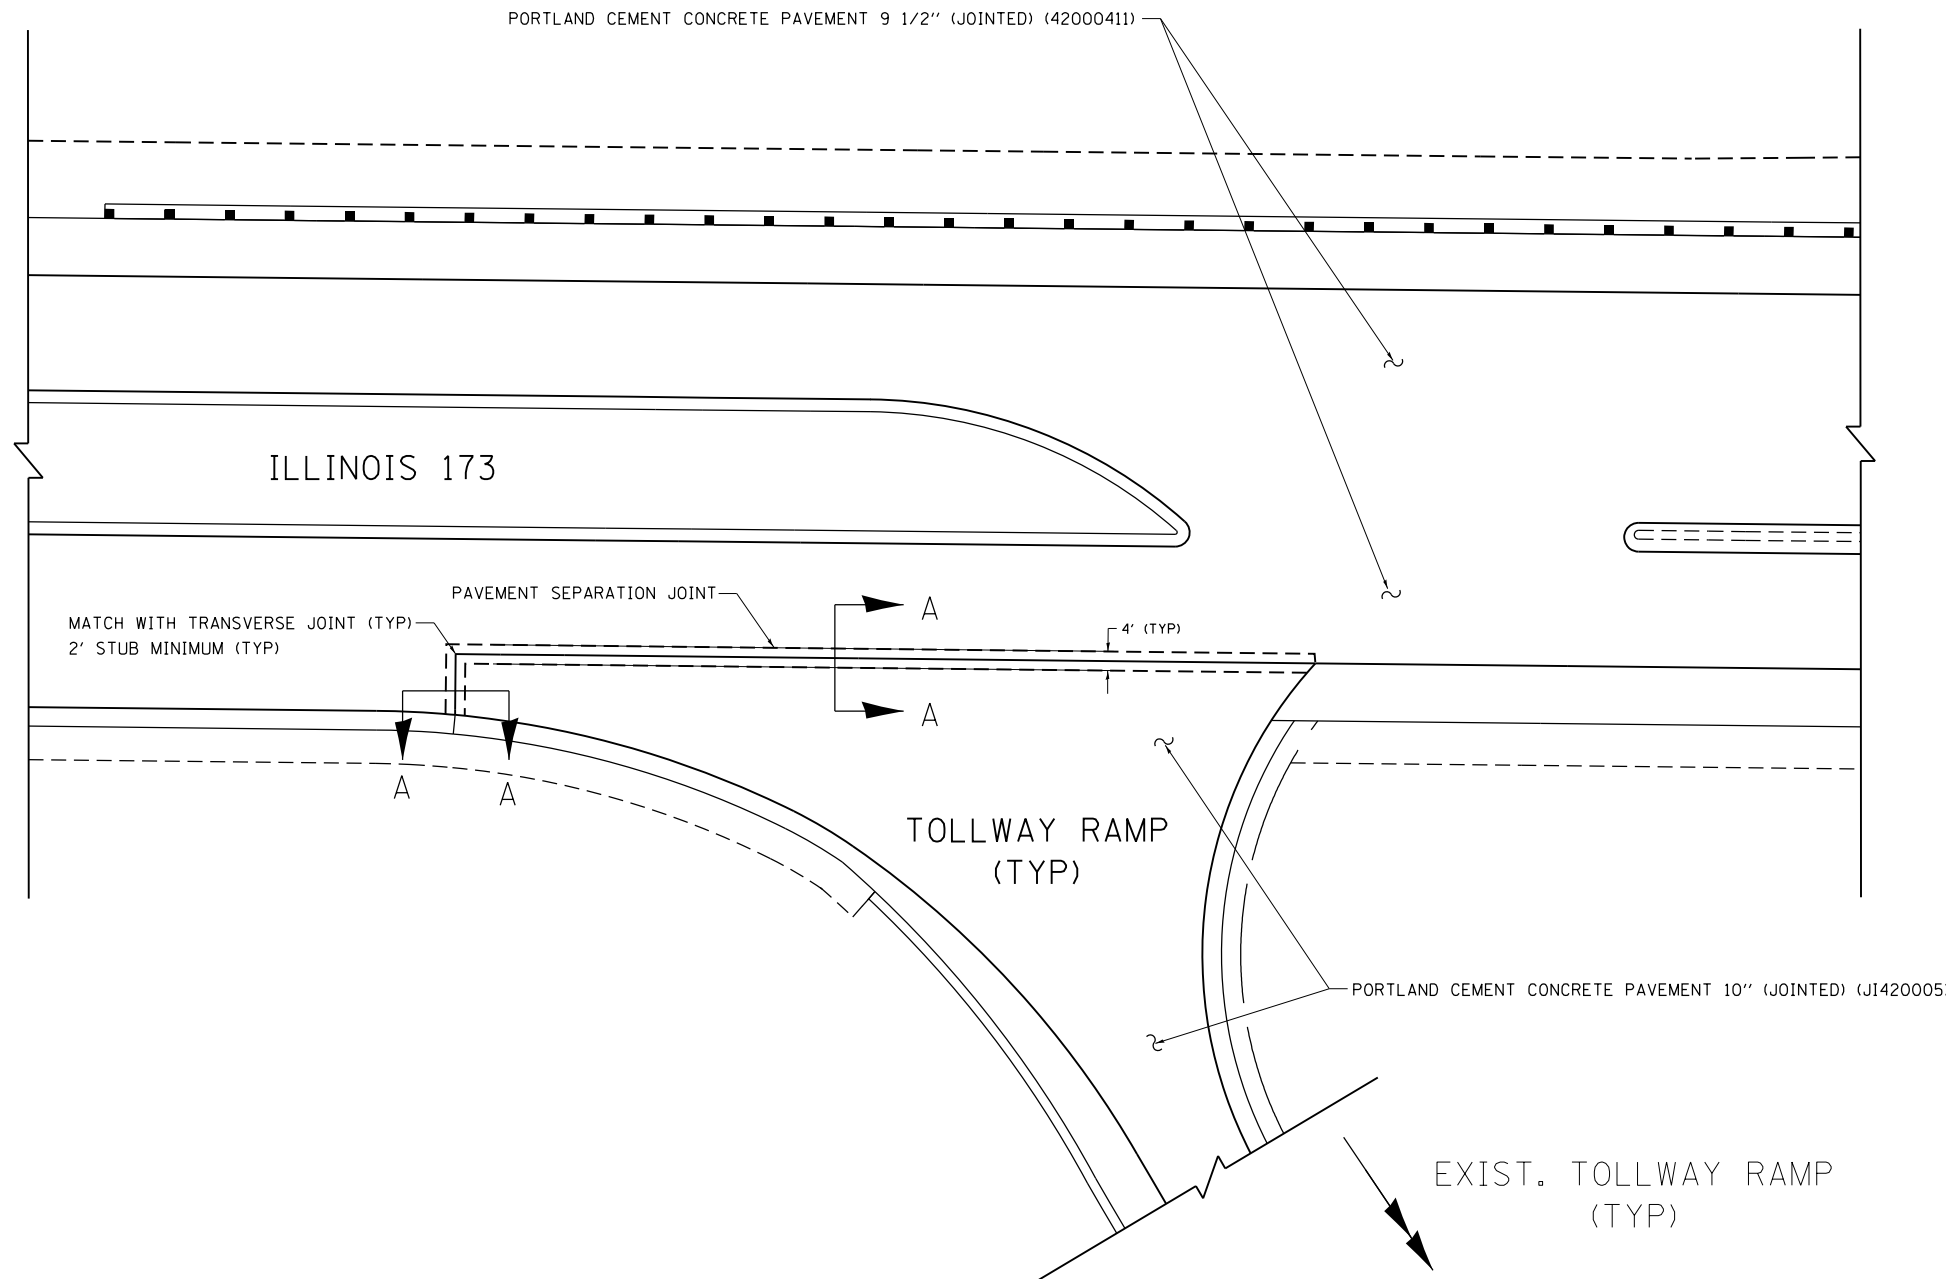 PORTLAND CEMENT CONCRETE PAVEMENT 9 1/2'' (JOINTED) (42000411)
ILLINOIS 173
PAVEMENT SEPARATION JOINT
A
MATCH WITH TRANSVERSE JOINT (TYP)
2' STUB MINIMUM (TYP)
4' (TYP)
A
A
A
TOLLWAY RAMP
(TYP)
PORTLAND CEMENT CONCRETE PAVEMENT 10'' (JOINTED)
EXIST. TOLLWAY RAMP
(TYP)